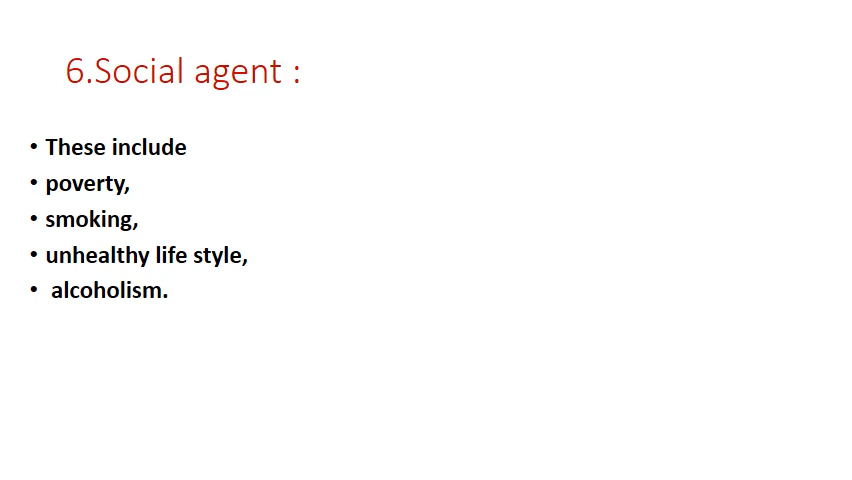 6.Social agent :
• These include
• poverty,
• smoking,
• unhealthy life style,
• alcoholism.